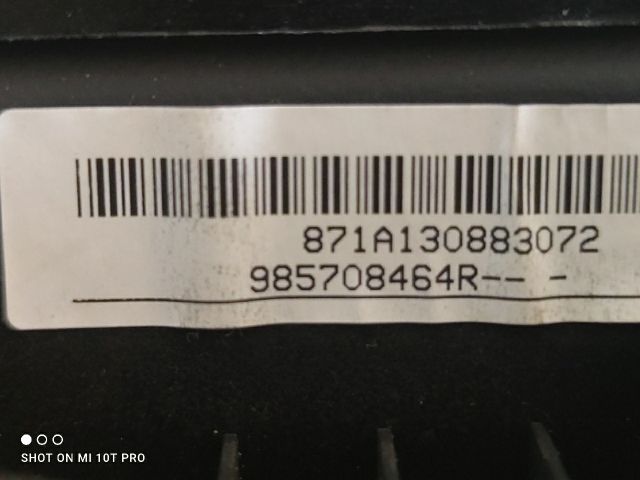 871A130883072
985708464R-- -
SHOT ON MI 10T PRO